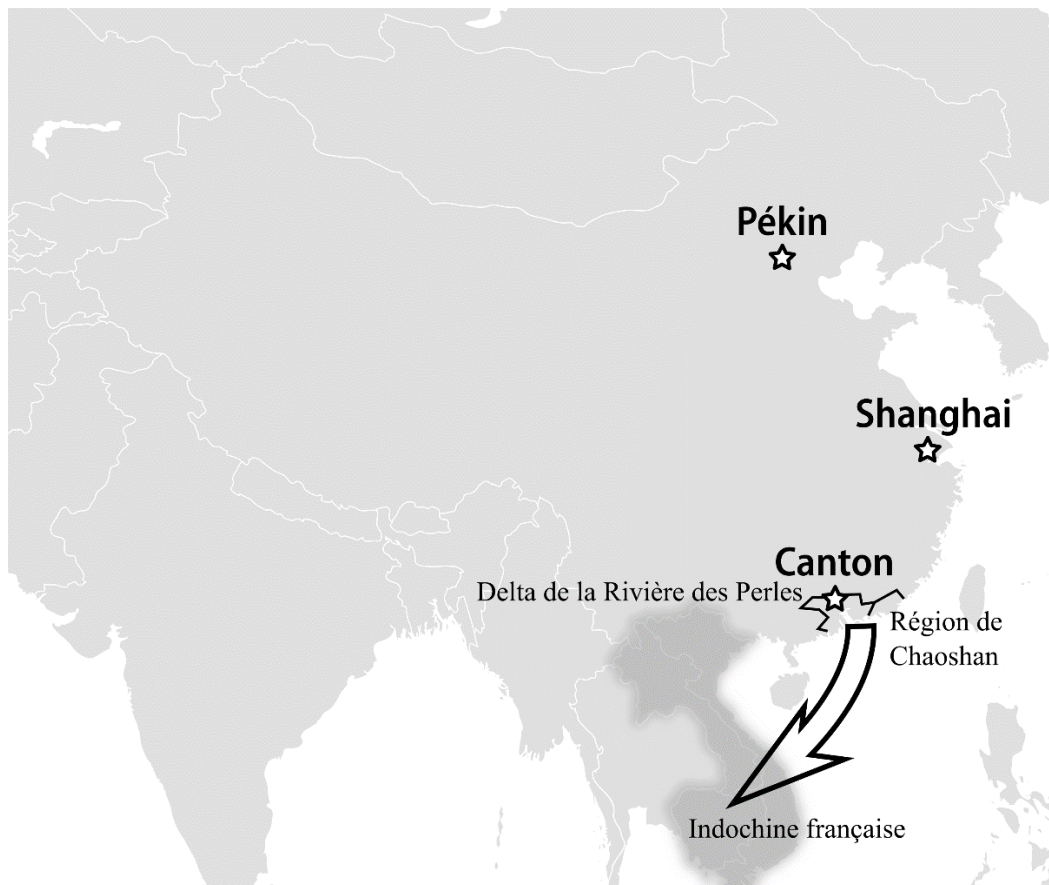 Pékin
Shanghai
Canton
Delta de la Rivière des Perles
Région de
Chaoshan
Indochine française